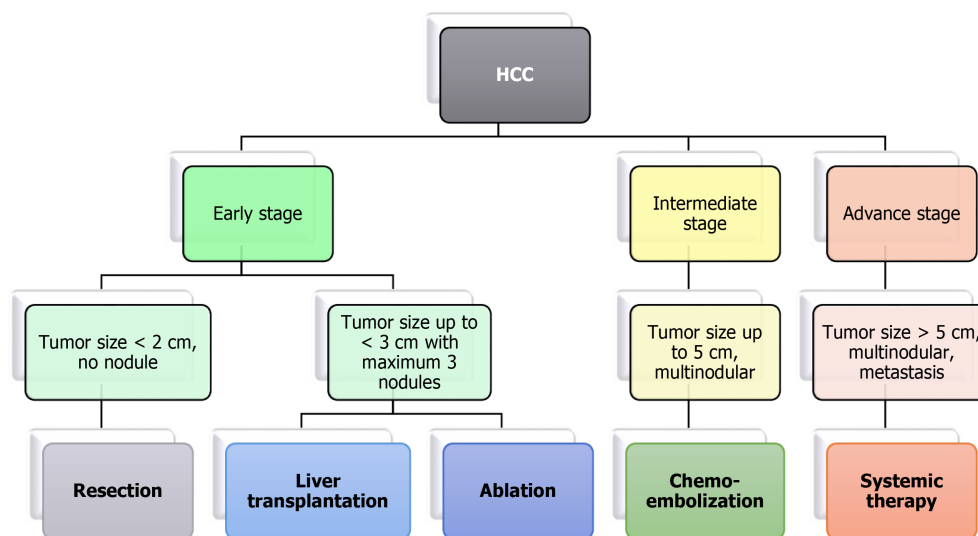 HCC
Early stage
Intermediate
stage
Advance stage
Tumor size < 2 cm,
no nodule
Tumor size up to
< 3 cm with
maximum 3
nodules
Tumor size up
to 5 cm,
multinodular
Tumor size > 5 cm,
multinodular,
metastasis
Resection
Liver
transplantation
Ablation
Chemo-
embolization
Systemic
therapy